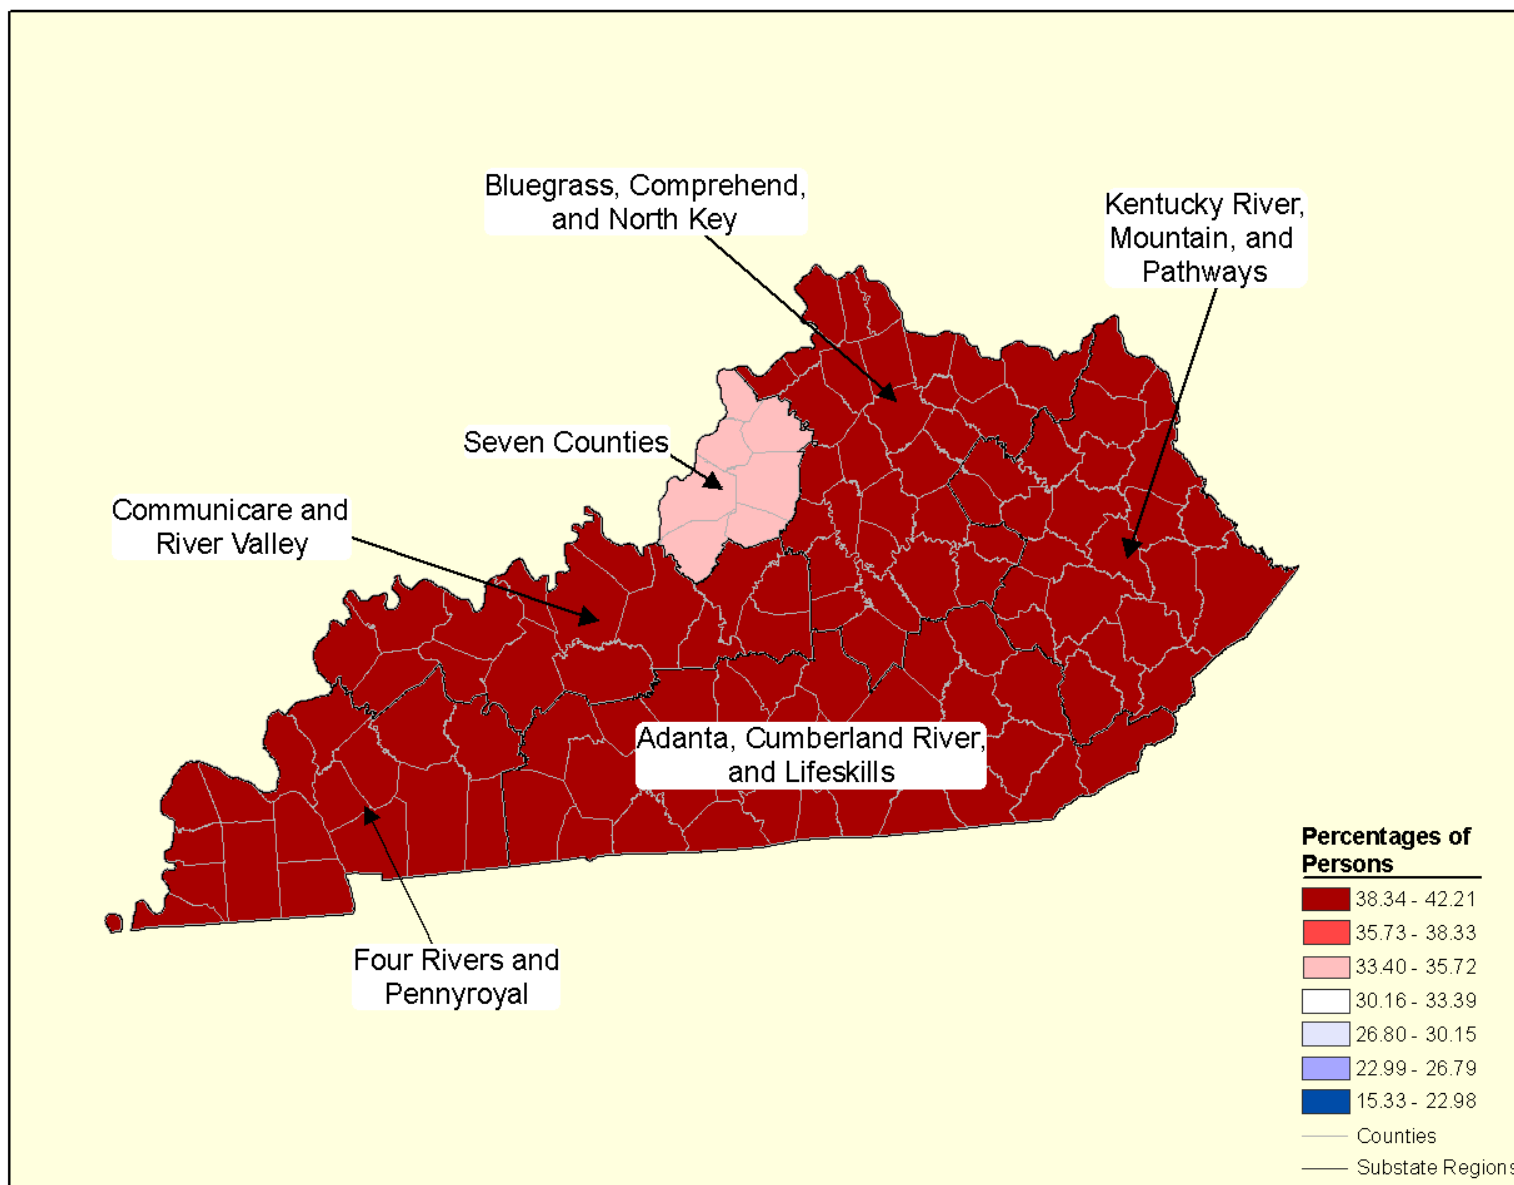 Bluegrass, Comprehend,
and North Key
Kentucky River,
Mountain, and
Pathways
Seven Counties
Communicare and
River Valley
Adanta, Cumberland River,
and Lifeskills
Four Rivers and
Pennyroyal
Percentages of
Persons
38.34 - 42.21
35.73 - 38.33
33.40 - 35.72
30.16 - 33.39
26.80 - 30.15
22.99 - 26.79
15.33 - 22.98
Counties
Substate Regions